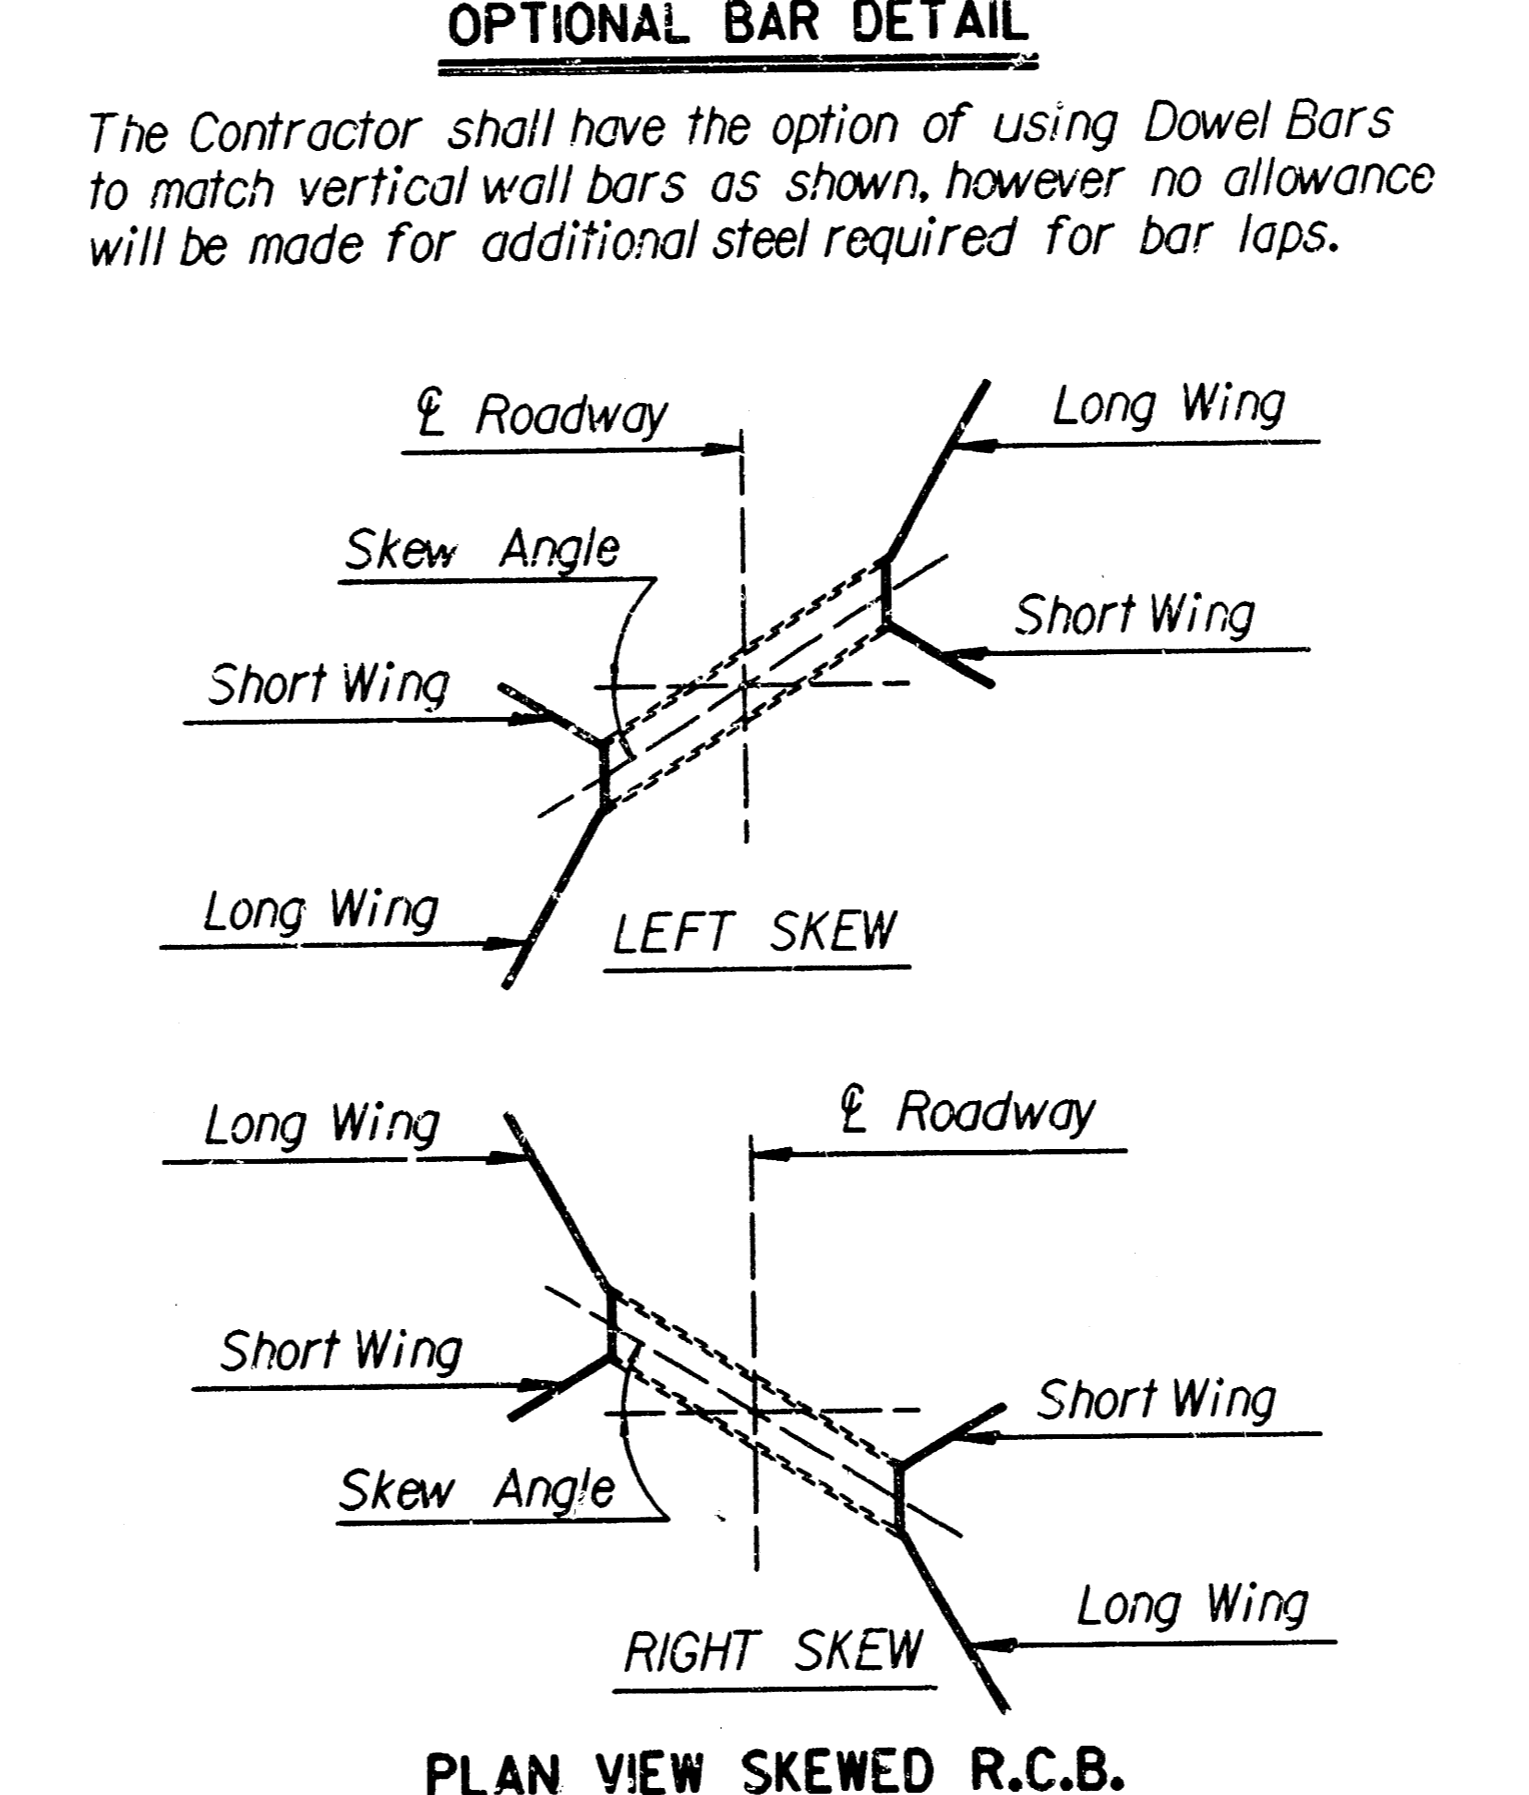 OPTIONAL BAR DETAIL
The Contractor shall have the option of using Dowel Bars
to match vertical wall bars as shown, however no allowance
will be made for additional steel required for bar laps.
℄ Roadway
Long Wing
Skew Angle
Short Wing
Short Wing
Long Wing
LEFT SKEW
Long Wing
℄ Roadway
Short Wing
Short Wing
Skew Angle
Long Wing
RIGHT SKEW
PLAN VIEW SKEWED R.C.B.